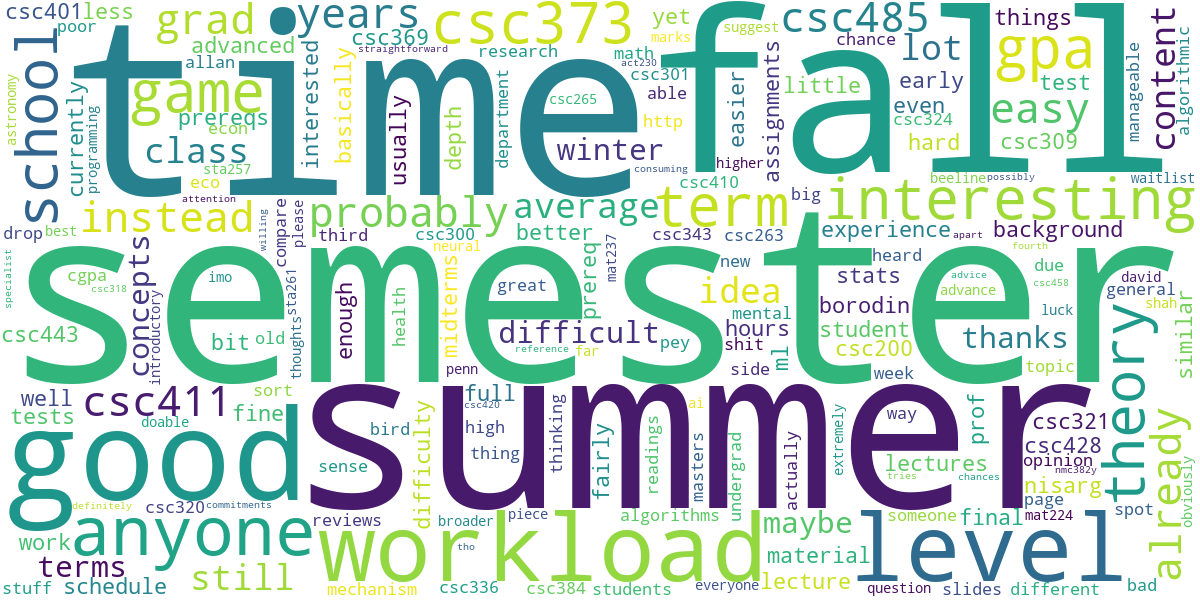 csc401 less
poor
grad
years
csc373
csc485
things
yet
suggest
school
time
fall
advanced
csc369
straightforward
research
math
marks
chance
lot
gpa
content
allan
interested
act230
csc301
test
astronomy
currently
game
basically
depth
department
csc265
able
easier
assignments
little
early
manageable
algorithmic
programming
prereqs
econ
usually
http
even
csc324
easy
class
sta257
winter
consuming
higher
hard
csc309
eco
csc410
beeline possibly
waitlist
attention
big
instead
probably
average
term
interesting
drop best
willing
compare
please
third
csc300
better
prereq
mat237
csc343 csc263
experience
apart
background
specialist
cgpa
csc318
concepts
semester
neural
new
heard
fourth
due
david
imo
health
midterms
great
idea
stats
advice
csc458
general
introductory
sta261
mental
borodin
advance
shah
csc443
bit old
thoughts
enough
difficult
pey
hours
student
luck
thanks
theory
similar
reference
far
shit
ml
csc200
topic
penn
side
week
well
sort
csc411
full
csc420
summer
ai
way
prof
csc321
tests
doable
fine
bird
high
thing
thinking
fairly
readings
masters
undergrad
actually
extremely
csc428
already
good
sense
difficulty
lectures
opinion
nmc382y
tries
chances
nisarg
obviously
definitely
csc320
commitments
reviews
broader
piece
algorithms
maybe
someone
final
page
mat224
spot
work
anyone
tho
workload
material
level
terms
still
lecture
stuff
schedule
mechanism
csc336
csc384
students
everyone
question
slides
different
bad